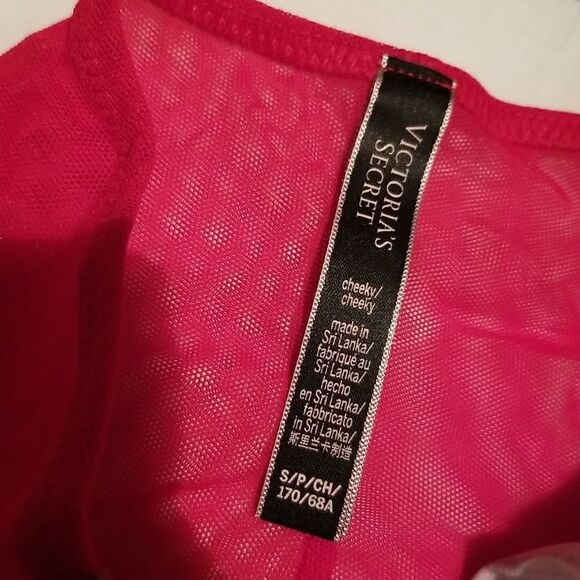 VICTORIA'S
SECRET
cheeky/
cheeky
made in
Sri Lanka/
fabriqué au
Sri Lanka/
hecho
en Sri Lanka/
fabbricato
in Sri Lanka/
斯里兰卡制造
S/P/CH/
170/68A